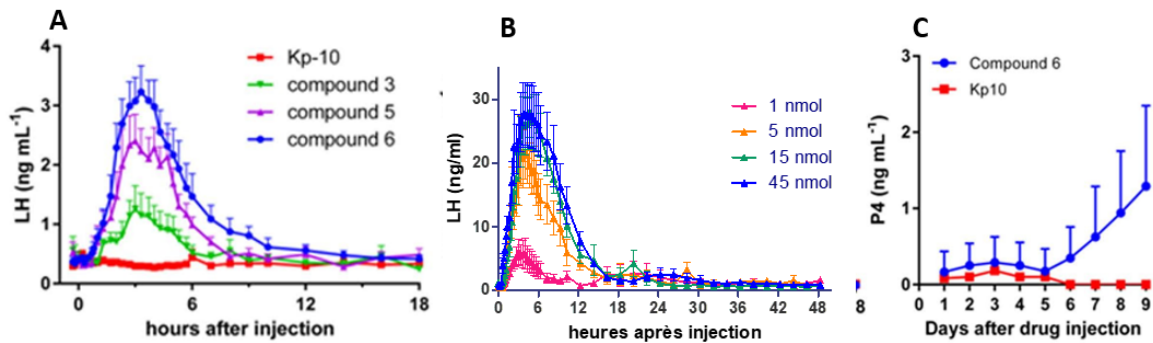 A
LH (ng mL-1)
4
3
2
1
0
Kp-10
compound 3
compound 5
compound 6
0 6 12 18
hours after injection
B
LH (ng/ml)
30
20
10
0
1 nmol
5 nmol
15 nmol
45 nmol
0 6 12 18 24 30 36 42 48
heures après injection
8
C
P4 (ng mL-1)
3
2
1
0
Compound 6
Kp10
1 2 3 4 5 6 7 8 9
Days after drug injection